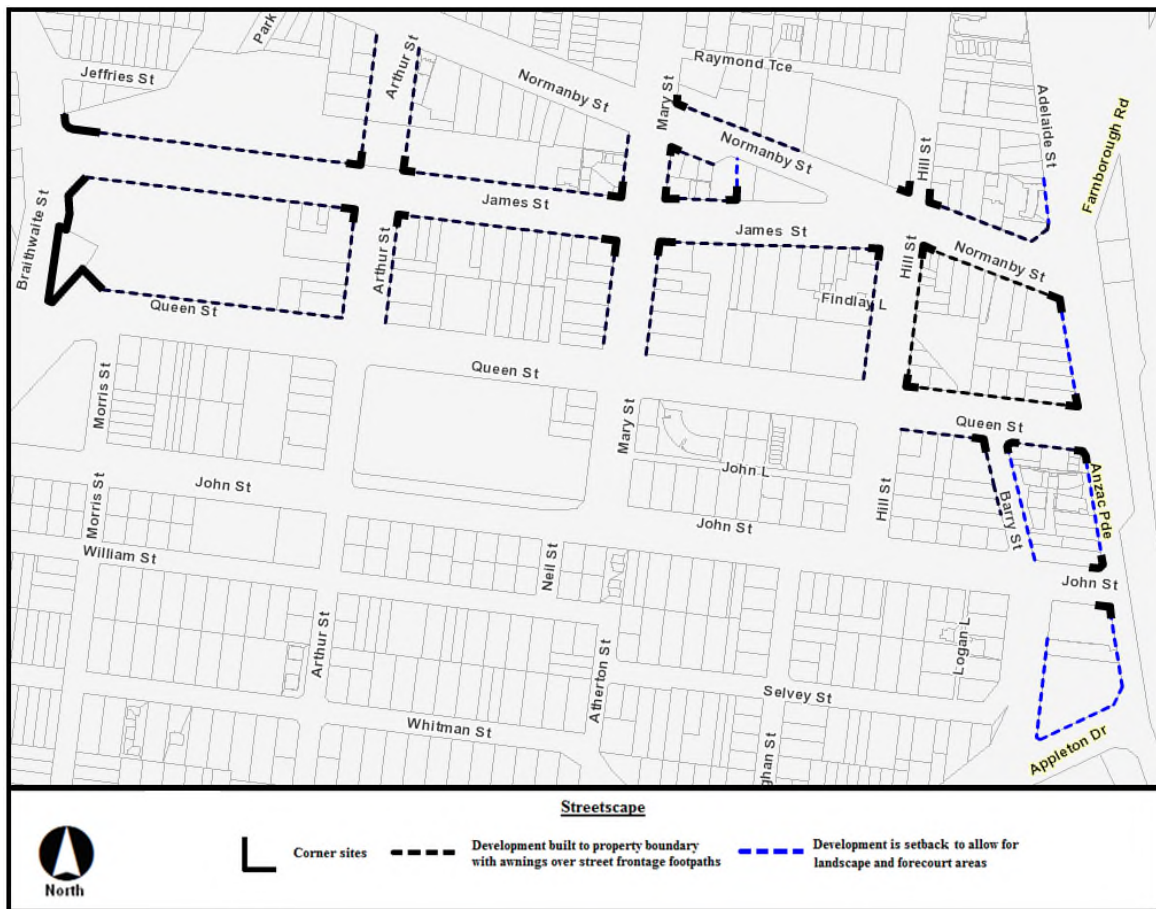 Park
Arthur St
Jeffries St
Normanby St
Raymond Tce
Mary St
Adelaide St
Farnborough Rd
Normanby St
Hill St
James St
James St
Braithwaite St
Arthur St
Hill St
Normanby St
Findlay L
Queen St
Queen St
Morris St
Mary St
Queen St
John L
Anzac Pde
John St
Hill St
Morris St
John St
Barry St
William St
Neil St
John St
Arthur St
Logan L
Atherton St
Selvey St
Whitman St
ghan St
Appleton Dr
Streetscape
North
Corner sites
Development built to property boundary
with awnings over street frontage footpaths
Development is setback to allow for
landscape and forecourt areas